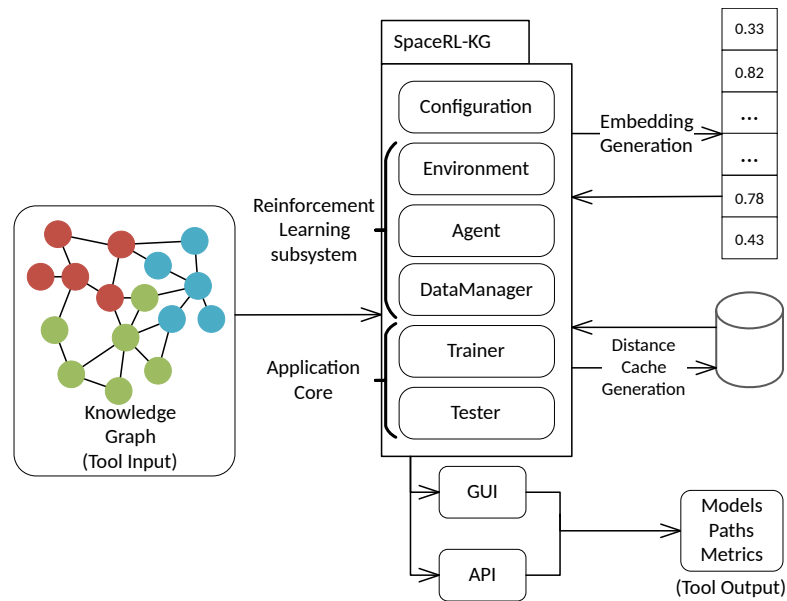 SpaceRL-KG
Configuration
Environment
Agent
DataManager
Trainer
Tester
Reinforcement
Learning
subsystem
Application
Core
Knowledge
Graph
(Tool Input)
Embedding
Generation
0.33
0.82
...
...
0.78
0.43
Distance
Cache
Generation
GUI
API
Models
Paths
Metrics
(Tool Output)